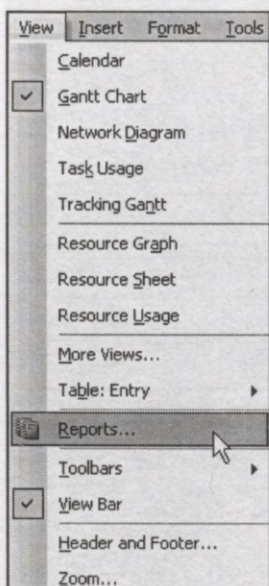 View Insert Format Tools
Calendar
Gantt Chart
Network Diagram
Task Usage
Tracking Gantt
Resource Graph
Resource Sheet
Resource Usage
More Views...
Table: Entry
Reports...
Toolbars
View Bar
Header and Footer...
Zoom...